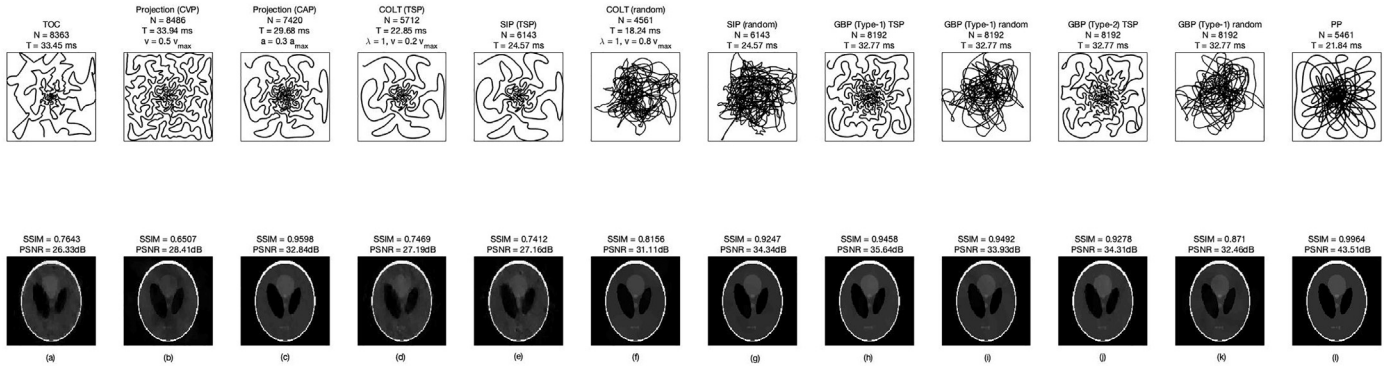 TOC
N = 8363
T = 33.45 ms
Projection (CVP)
N = 8486
T = 33.94 ms
v = 0.5 v_max
Projection (CAP)
N = 7420
T = 29.68 ms
a = 0.3 a_max
COLT (TSP)
N = 5712
T = 22.85 ms
λ = 1, v = 0.2 v_max
SIP (TSP)
N = 6143
T = 24.57 ms
COLT (random)
N = 4561
T = 18.24 ms
λ = 1, v = 0.8 v_max
SIP (random)
N = 6143
T = 24.57 ms
GBP (Type-1) TSP
N = 8192
T = 32.77 ms
GBP (Type-1) random
N = 8192
T = 32.77 ms
GBP (Type-2) TSP
N = 8192
T = 32.77 ms
GBP (Type-1) random
N = 8192
T = 32.77 ms
PP
N = 5461
T = 21.84 ms
SSIM = 0.7643
PSNR = 26.33dB
SSIM = 0.6507
PSNR = 28.41dB
SSIM = 0.9598
PSNR = 32.84dB
SSIM = 0.7469
PSNR = 27.19dB
SSIM = 0.7412
PSNR = 27.16dB
SSIM = 0.8156
PSNR = 31.11dB
SSIM = 0.9247
PSNR = 34.34dB
SSIM = 0.9458
PSNR = 35.64dB
SSIM = 0.9492
PSNR = 33.93dB
SSIM = 0.9278
PSNR = 34.31dB
SSIM = 0.871
PSNR = 32.46dB
SSIM = 0.9964
PSNR = 43.51dB
(a)
(b)
(c)
(d)
(e)
(f)
(g)
(h)
(i)
(j)
(k)
(l)